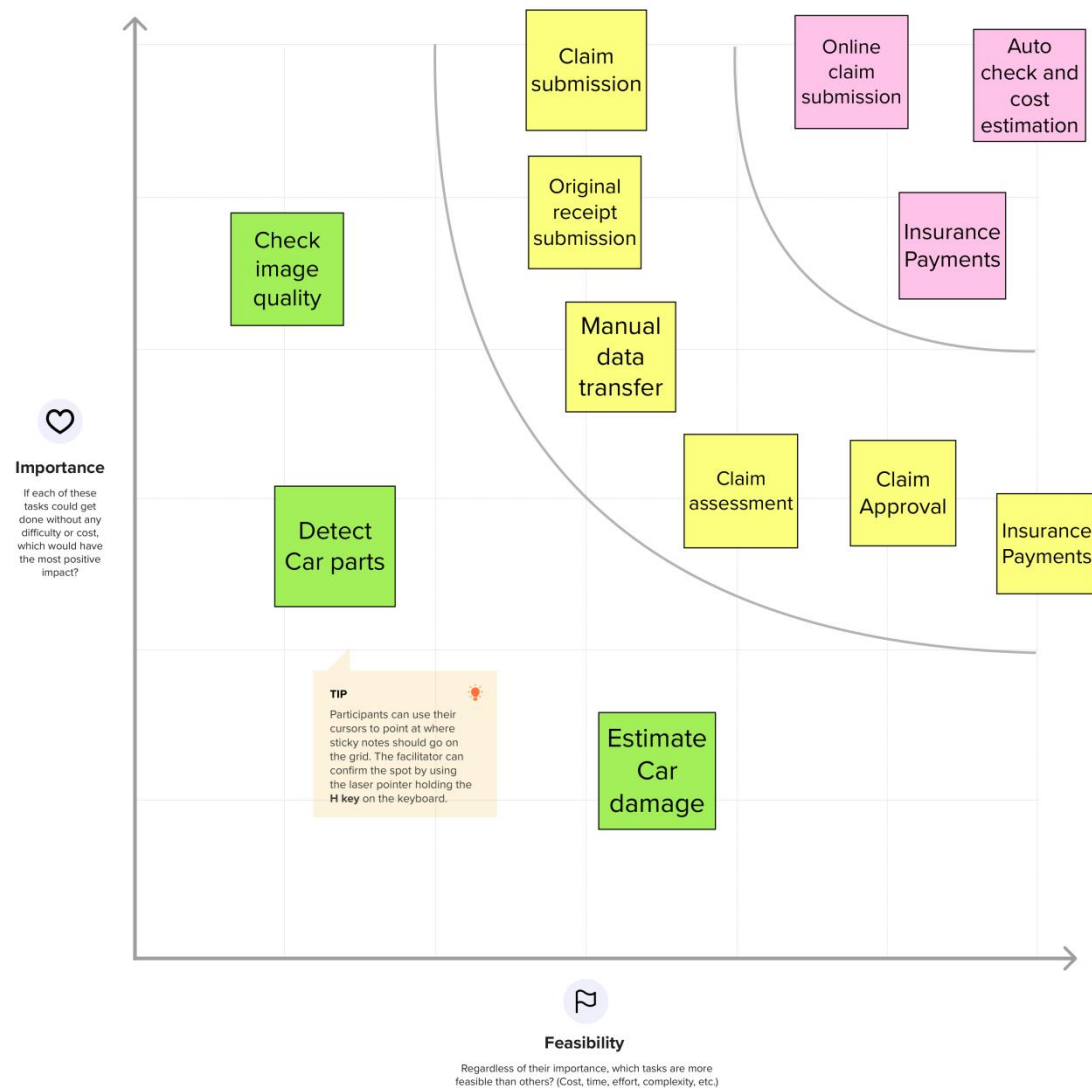 Claim
submission
Online
claim
submission
Auto
check and
cost
estimation
Original
receipt
submission
Check
image
quality
Insurance
Payments
Manual
data
transfer
Importance
If each of these
tasks could get
done without any
difficulty or cost,
which would have
the most positive
impact?
Claim
assessment
Claim
Approval
Insurance
Payments
Detect
Car parts
TIP
Participants can use their
cursors to point at where
sticky notes should go on
the grid. The facilitator can
confirm the spot by using
the laser pointer holding the
H key on the keyboard.
Estimate
Car
damage
Feasibility
Regardless of their importance, which tasks are more
feasible than others? (Cost, time, effort, complexity, etc.)